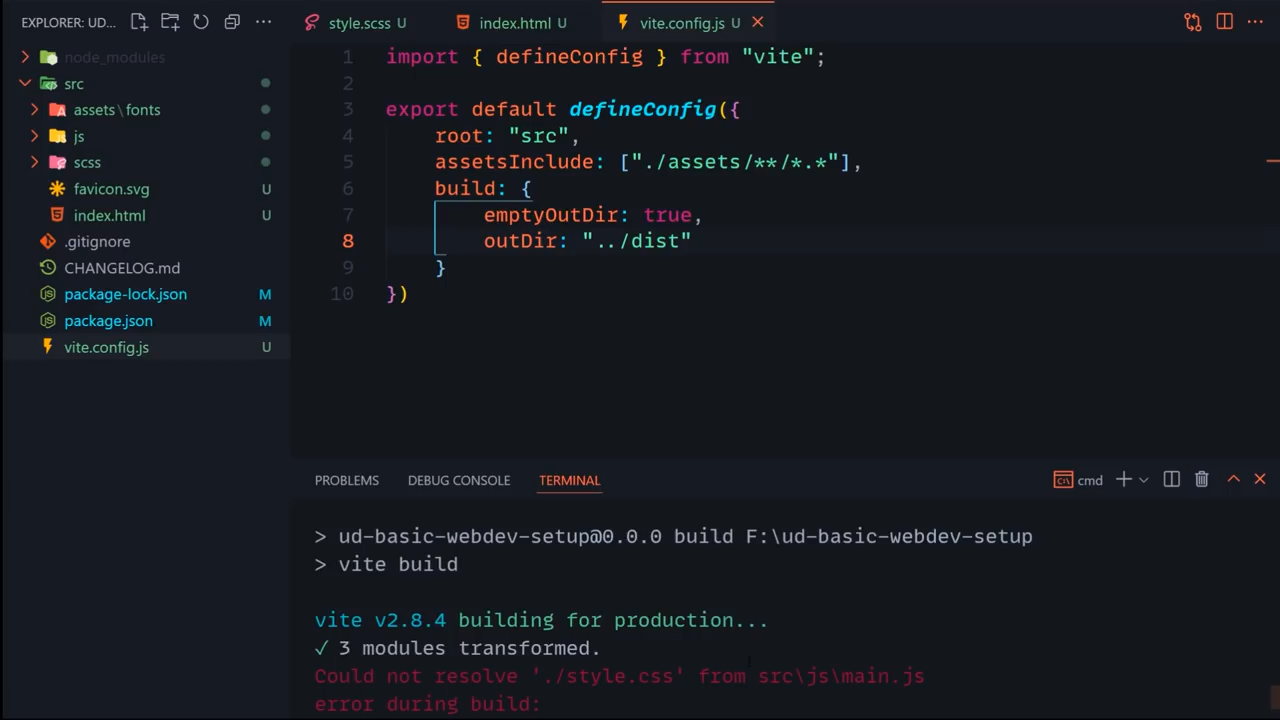 EXPLORER: UD...
style.scss U
index.html U
vite.config.js U
node_modules
src
assets\fonts
js
scss
favicon.svg U
index.html U
.gitignore
CHANGELOG.md
package-lock.json M
package.json M
vite.config.js U
1 import { defineConfig } from "vite";
2
3 export default defineConfig({
4 root: "src",
5 assetsInclude: ["./assets/**/*.*"],
6 build: {
7 emptyOutDir: true,
8 outDir: "../dist"
9 }
10 })
PROBLEMS DEBUG CONSOLE TERMINAL
cmd
> ud-basic-webdev-setup@0.0.0 build F:\ud-basic-webdev-setup
> vite build
vite v2.8.4 building for production...
✓ 3 modules transformed.
Could not resolve './style.css' from src\js\main.js
error during build: